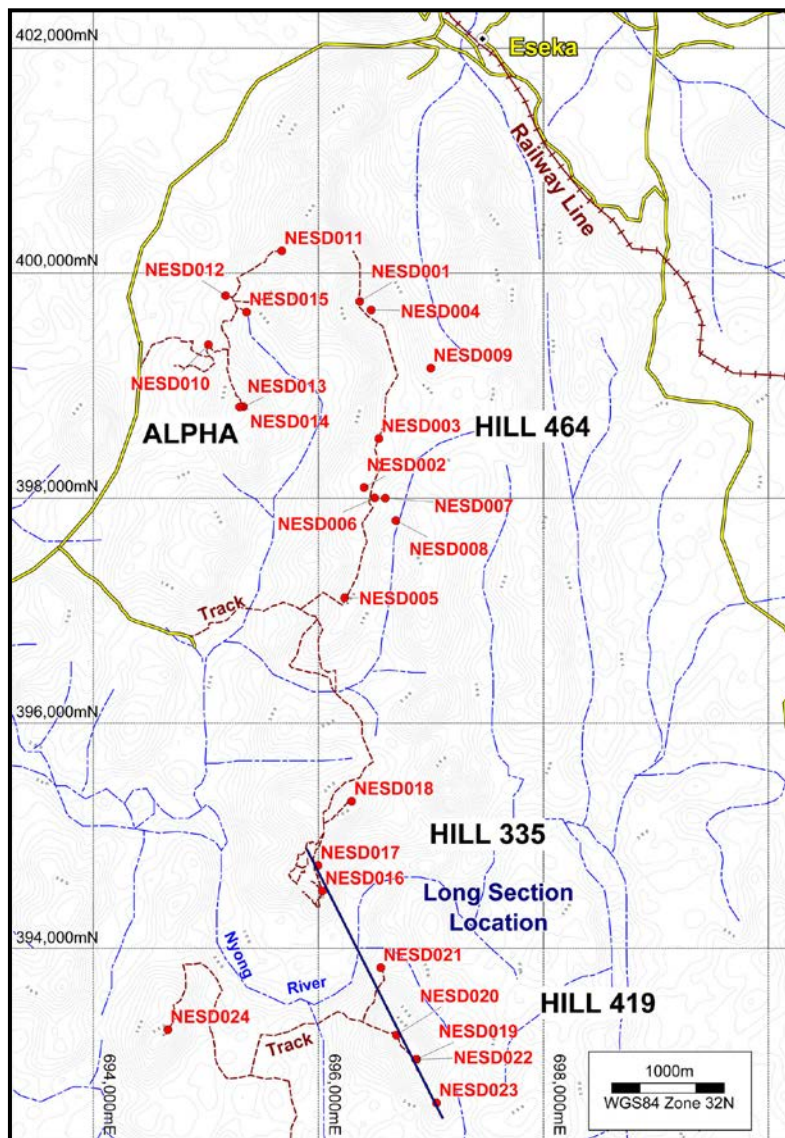 402,000mN
Eseka
Railway Line
NESD011
400,000mN
NESD012
NESD001
NESD015
NESD004
NESD009
NESD010
NESD013
NESD003
NESD014
ALPHA
HILL 464
NESD002
398,000mN
NESD006
NESD007
NESD008
NESD005
Track
396,000mN
NESD018
HILL 335
NESD017
NESD016
Long Section
Location
394,000mN
NESD021
Nyong
River
NESD020
HILL 419
NESD024
NESD019
Track
NESD022
NESD023
694,000mE
696,000mE
698,000mE
1000m
WGS84 Zone 32N